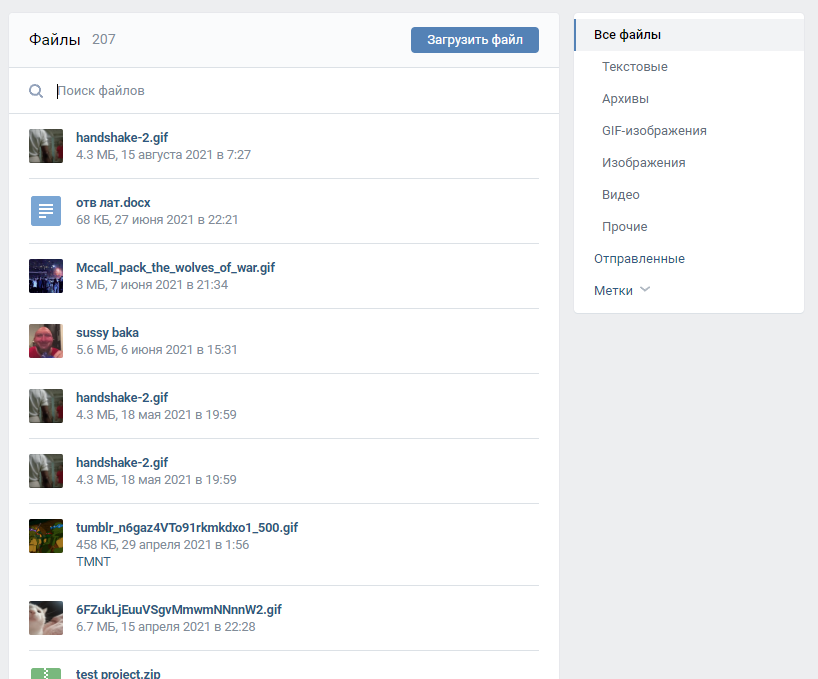 Файлы 207
Загрузить файл
Поиск файлов
handshake-2.gif
4.3 МБ, 15 августа 2021 в 7:27
отв лат.docx
68 КБ, 27 июня 2021 в 22:21
Mccall_pack_the_wolves_of_war.gif
3 МБ, 7 июня 2021 в 21:34
sussy baka
5.6 МБ, 6 июня 2021 в 15:31
handshake-2.gif
4.3 МБ, 18 мая 2021 в 19:59
handshake-2.gif
4.3 МБ, 18 мая 2021 в 19:59
tumblr_n6gaz4VTo91rkmkdxo1_500.gif
458 КБ, 29 апреля 2021 в 1:56
TMNT
6FZukLjEuuVSgvMmwmNNnnW2.gif
6.7 МБ, 15 апреля 2021 в 22:28
test project.zip
Все файлы
Текстовые
Архивы
GIF-изображения
Изображения
Видео
Прочие
Отправленные
Метки